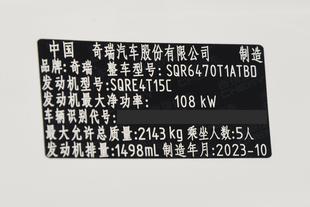 中国 奇瑞汽车股份有限公司 制造
品牌:奇瑞 整车型号:SQR6470T1ATBD
发动机型号:SQRE4T15C
发动机最大净功率: 108 kW
车辆识别代号:
最大允许总质量:2143kg 乘坐人数:5人
发动机排量:1498mL 制造年月:2023-10